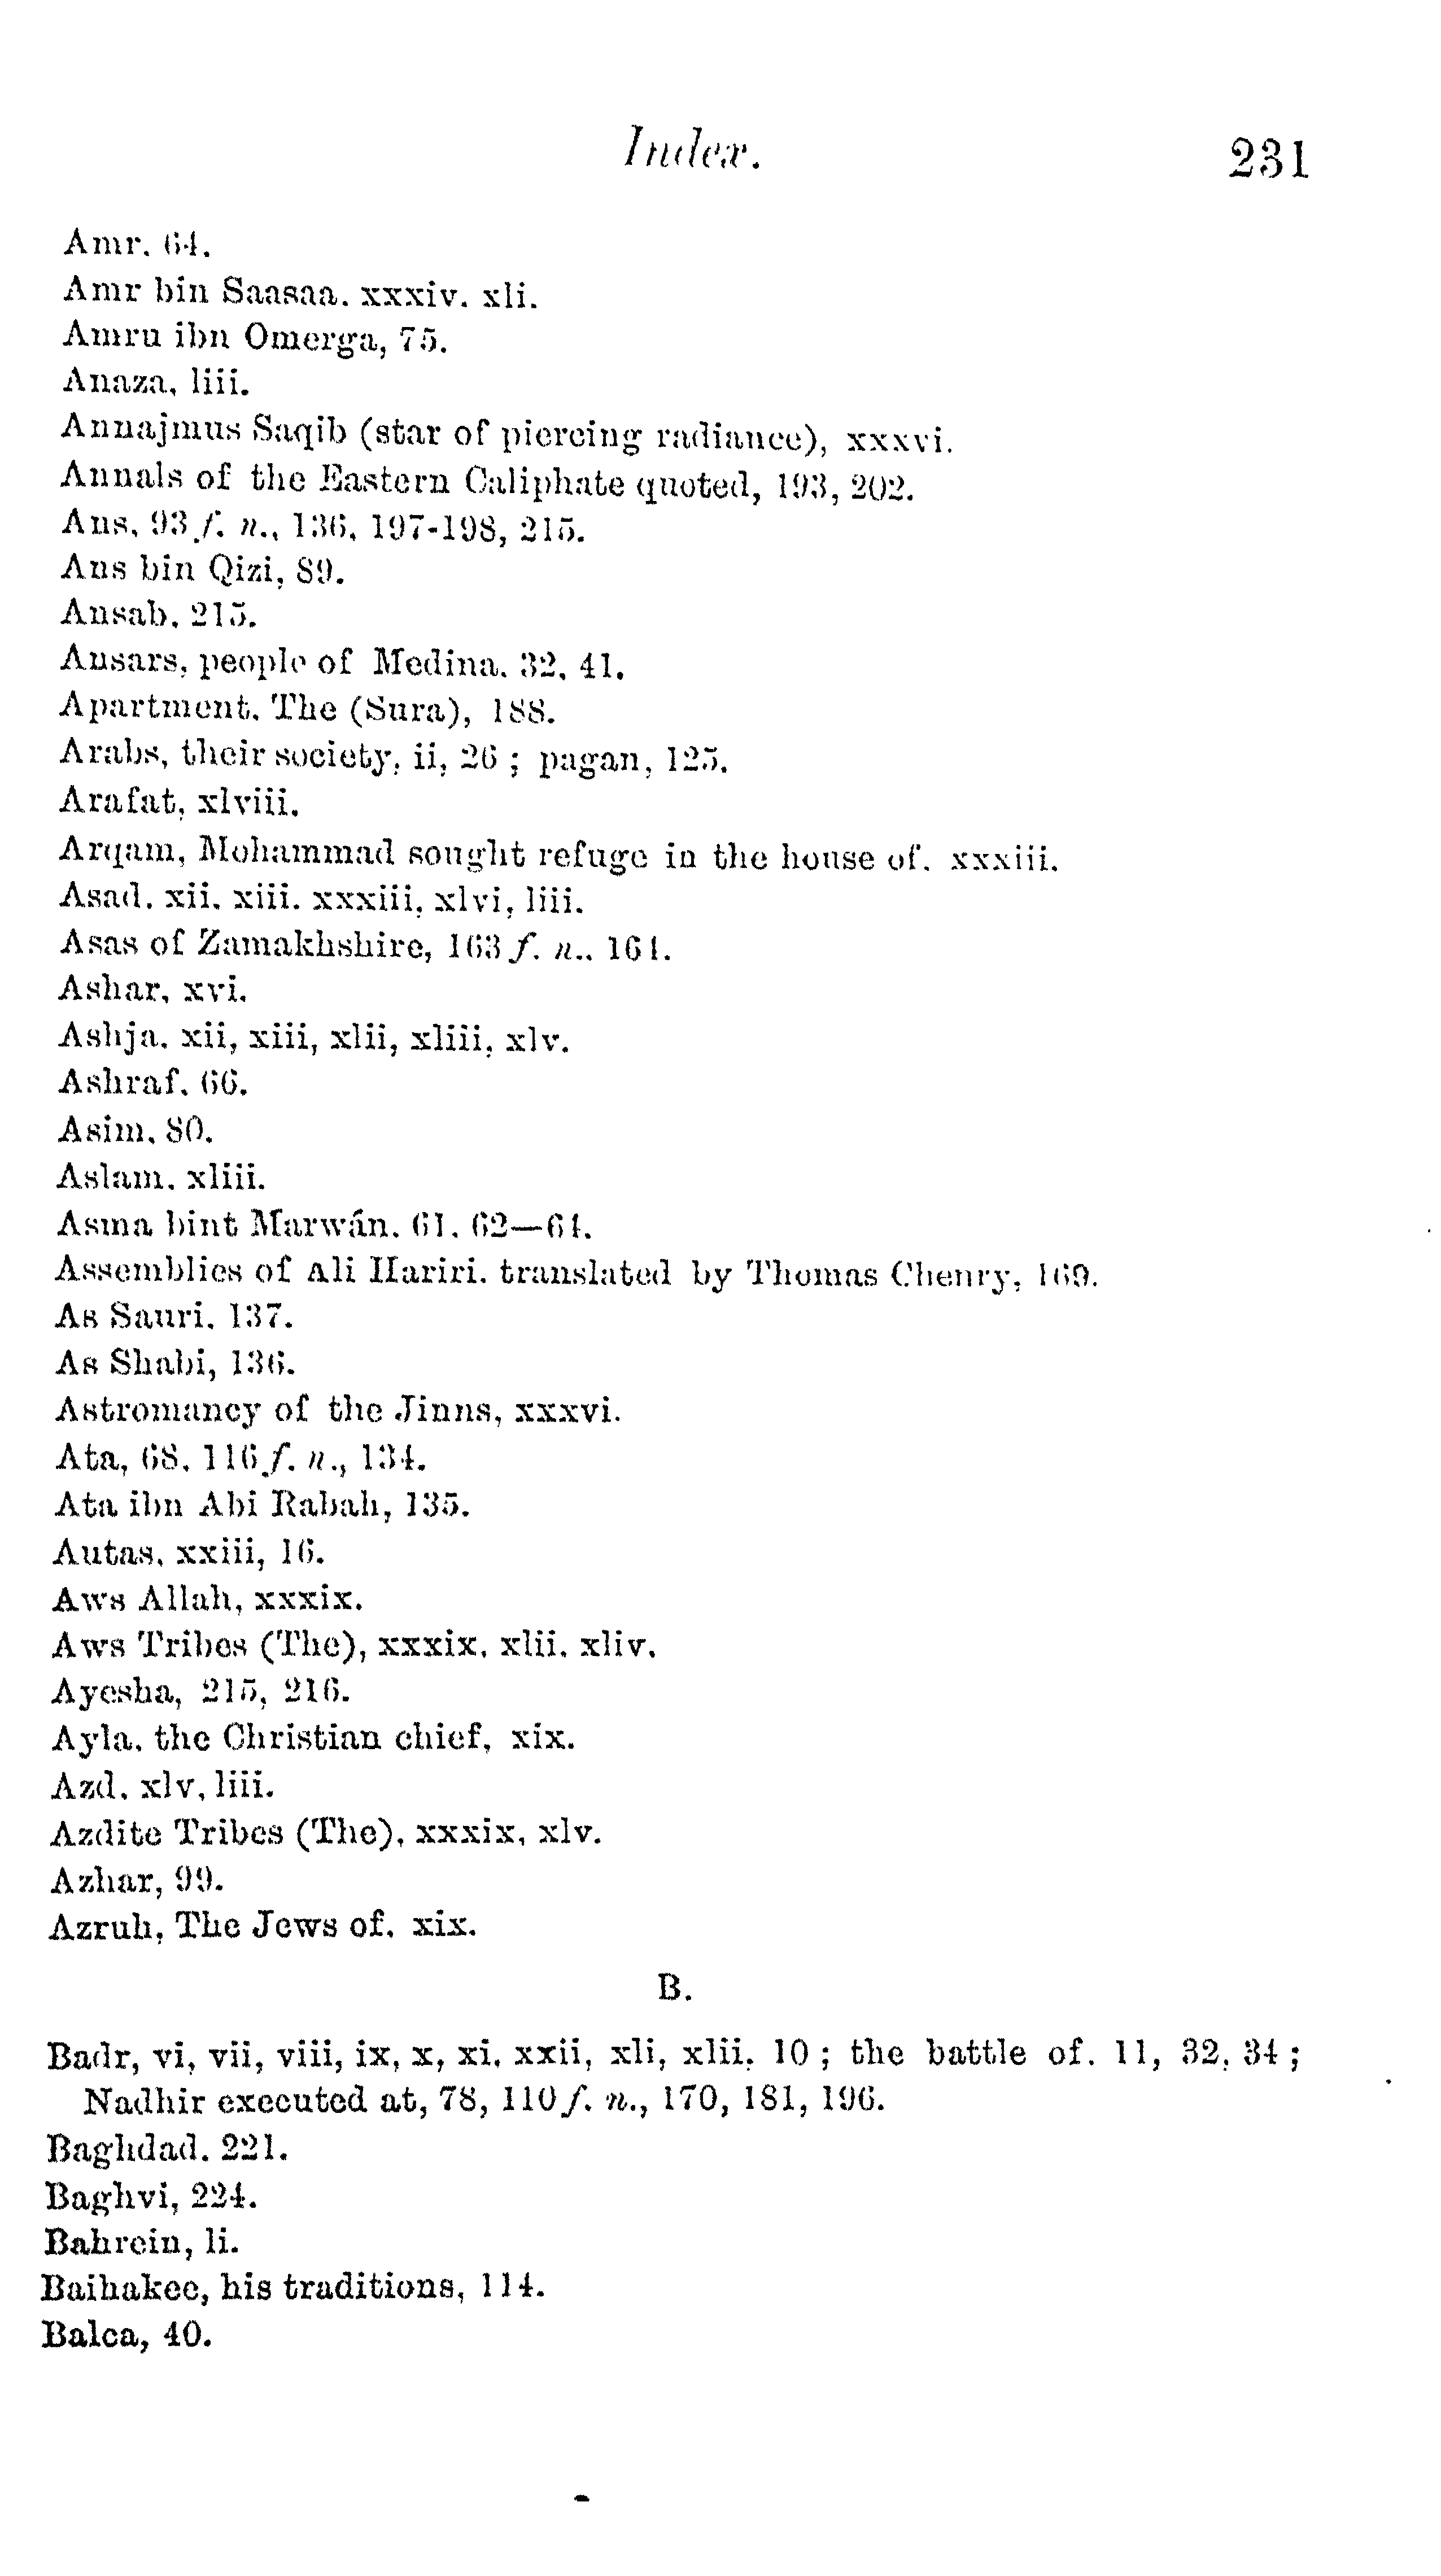 Index.
231
Amr, 64.
Amr bin Saasaa, xxxiv, xli.
Amru ibn Omerga, 75.
Anaza, liii.
Annajmus Saqib (star of piercing radiance), xxxvi.
Annals of the Eastern Caliphate quoted, 193, 202.
Ans, 93 f. n., 136, 197-198, 215.
Ans bin Qizi, 89.
Ansab, 215.
Ansars, people of Medina, 32, 41.
Apartment, The (Sura), 188.
Arabs, their society, ii, 26 ; pagan, 125.
Arafat, xlviii.
Arqam, Mohammad sought refuge in the house of, xxxiii.
Asad, xii, xiii, xxxiii, xlvi, liii.
Asas of Zamakhshire, 163 f. n., 164.
Ashar, xvi.
Ashja, xii, xiii, xlii, xliii, xlv.
Ashraf, 66.
Asim, 80.
Aslam, xliii.
Asma bint Marwán, 61, 62—64.
Assemblies of Ali Hariri, translated by Thomas Chenry, 169.
As Sauri, 137.
As Shabi, 136.
Astromancy of the Jinns, xxxvi.
Ata, 68, 116 f. n., 134.
Ata ibn Abi Rabah, 135.
Autas, xxiii, 16.
Aws Allah, xxxix.
Aws Tribes (The), xxxix, xlii, xliv.
Ayesha, 215, 216.
Ayla, the Christian chief, xix.
Azd, xlv, liii.
Azdite Tribes (The), xxxix, xlv.
Azhar, 99.
Azruh, The Jews of, xix.
B.
Badr, vi, vii, viii, ix, x, xi, xxii, xli, xlii, 10 ; the battle of, 11, 32, 34 ;
Nadhir executed at, 78, 110 f. n., 170, 181, 196.
Baghdad, 221.
Baghvi, 224.
Bahrein, li.
Baihakee, his traditions, 114.
Balca, 40.